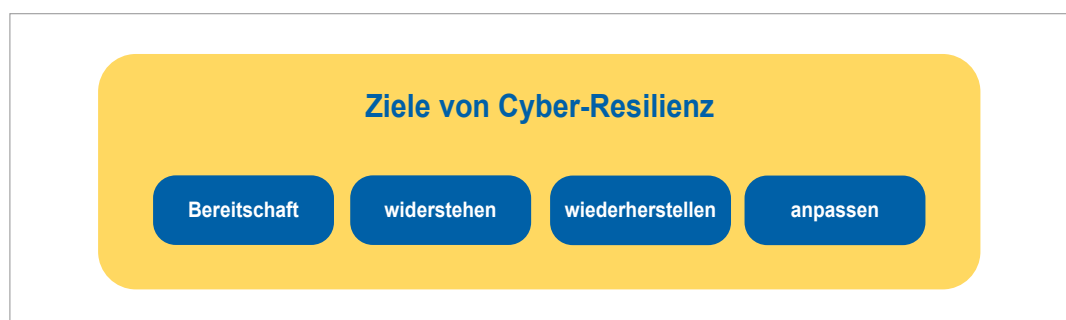 Ziele von Cyber-Resilienz
Bereitschaft
widerstehen
wiederherstellen
anpassen